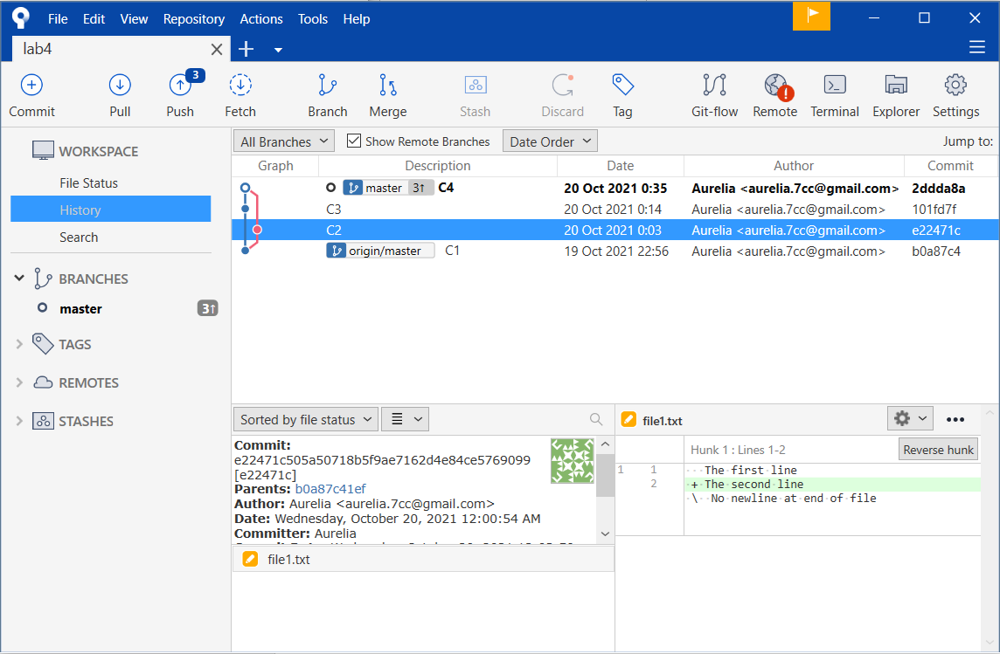 File Edit View Repository Actions Tools Help
lab4
3
Commit Pull Push Fetch Branch Merge Stash Discard Tag Git-flow Remote Terminal Explorer Settings
WORKSPACE
File Status
History
Search
BRANCHES
master 3↑
TAGS
REMOTES
STASHES
All Branches Show Remote Branches Date Order Jump to:
Graph Description Date Author Commit
master 3↑ C4 20 Oct 2021 0:35 Aurelia <aurelia.7cc@gmail.com> 2ddda8a
C3 20 Oct 2021 0:14 Aurelia <aurelia.7cc@gmail.com> 101fd7f
C2 20 Oct 2021 0:03 Aurelia <aurelia.7cc@gmail.com> e22471c
origin/master C1 19 Oct 2021 22:56 Aurelia <aurelia.7cc@gmail.com> b0a87c4
Sorted by file status
Commit:
e22471c505a50718b5f9ae7162d4e84ce5769099
[e22471c]
Parents: b0a87c41ef
Author: Aurelia <aurelia.7cc@gmail.com>
Date: Wednesday, October 20, 2021 12:00:54 AM
Committer: Aurelia
file1.txt
file1.txt
Hunk 1 : Lines 1-2 Reverse hunk
1 1 The first line
2 + The second line
\ No newline at end of file